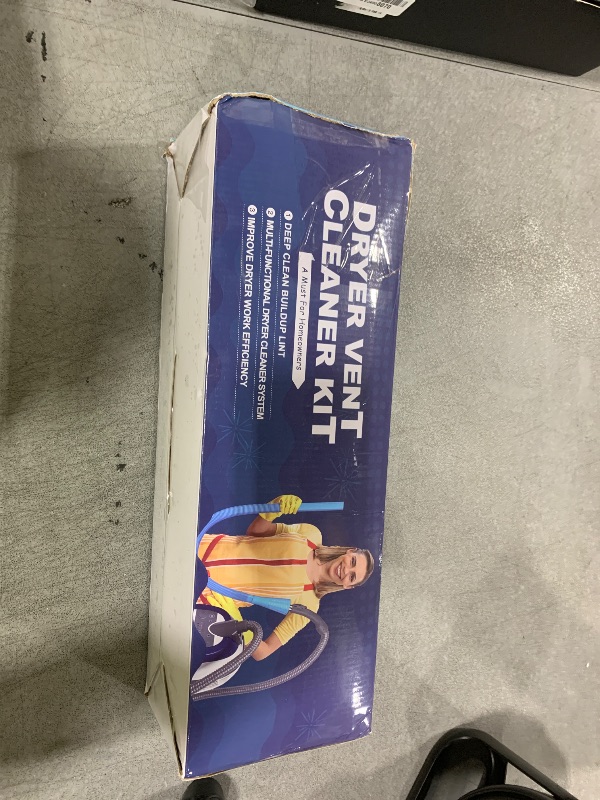 DRYER VENT
CLEANER KIT
A Must For Homeowners
1 DEEP CLEAN BUILDUP LINT
2 MULTI-FUNCTIONAL DRYER CLEANER SYSTEM
3 IMPROVE DRYER WORK EFFICIENCY